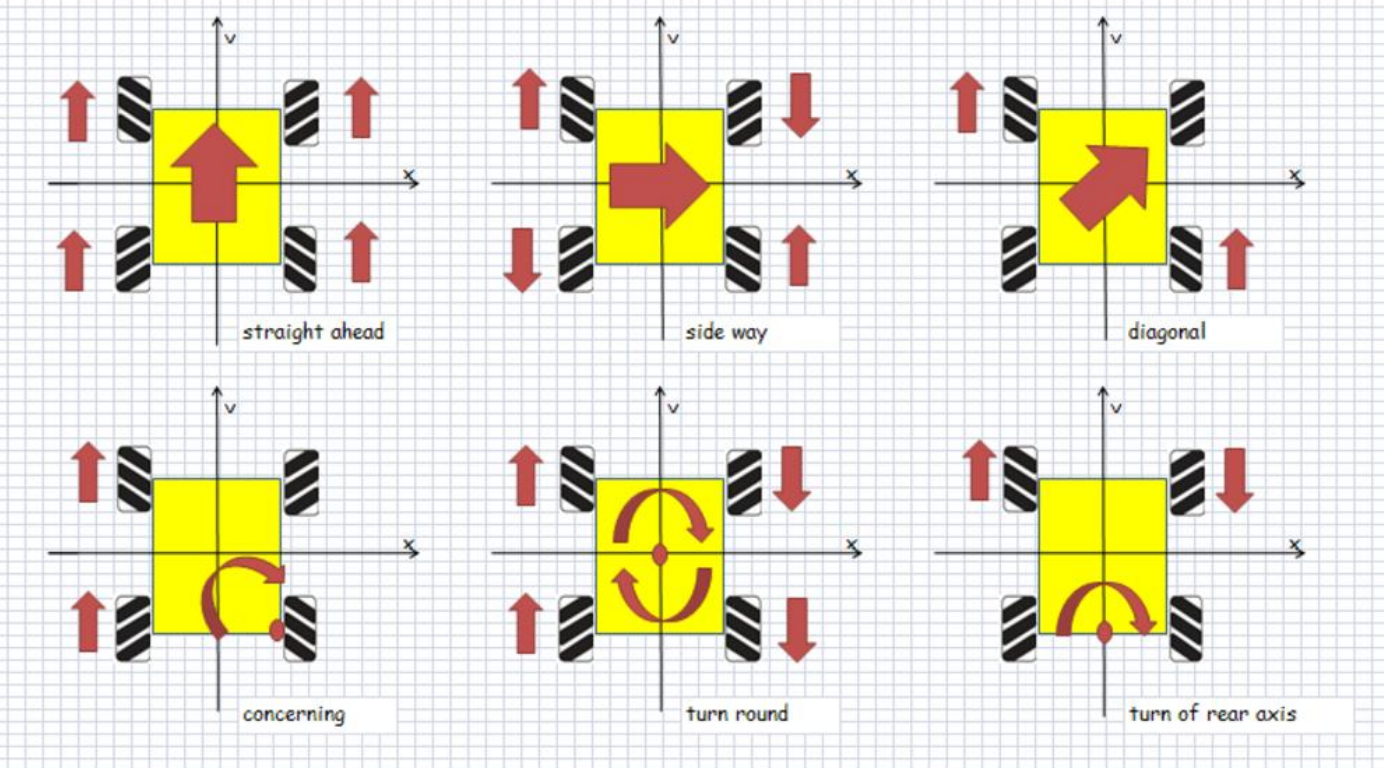 v
v
v
x
x
x
straight ahead
side way
diagonal
v
v
v
x
x
x
concerning
turn round
turn of rear axis